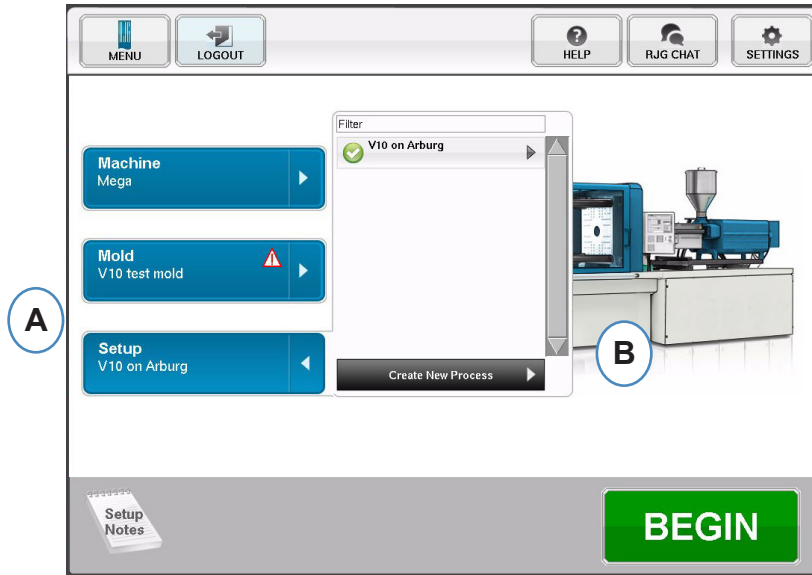 MENU
LOGOUT
HELP
RJG CHAT
SETTINGS
Machine
Mega
Mold
V10 test mold
Setup
V10 on Arburg
Filter
V10 on Arburg
Create New Process
A
B
Setup
Notes
BEGIN